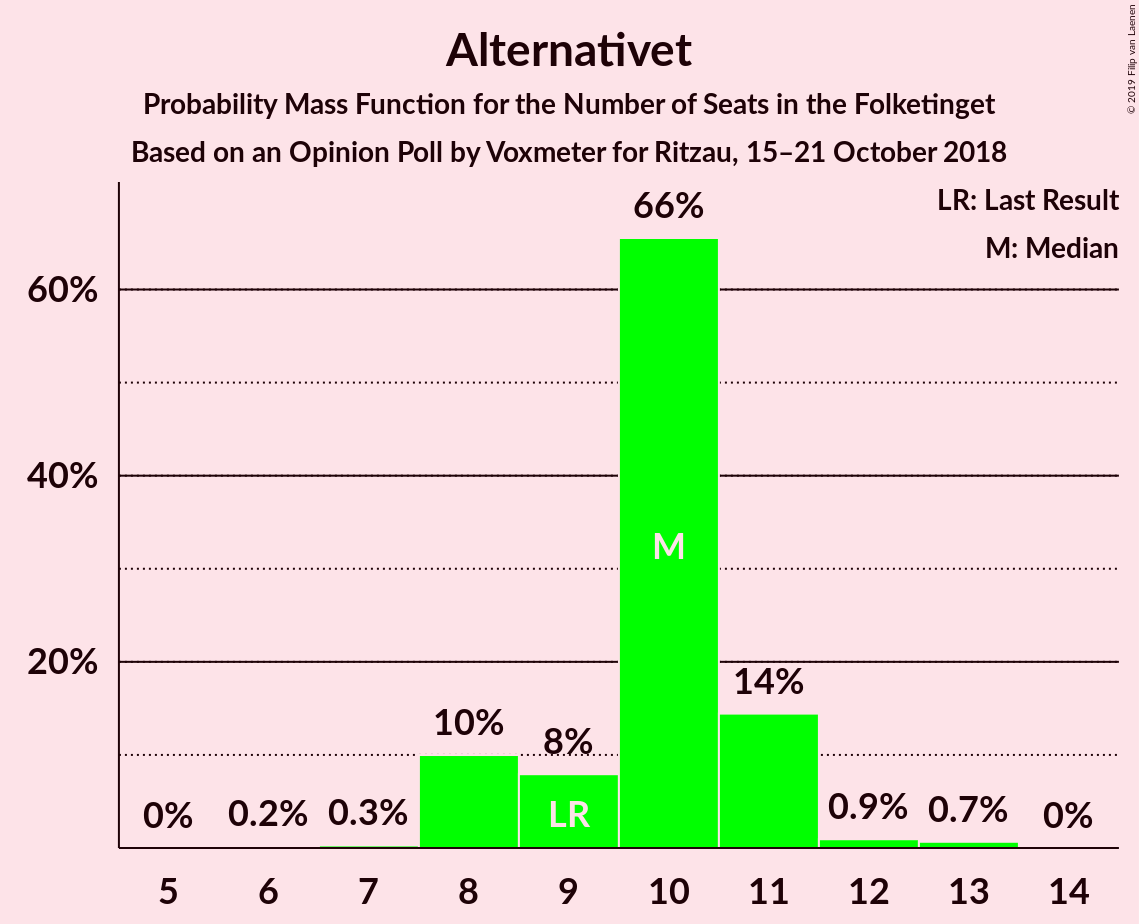 Alternativet
Probability Mass Function for the Number of Seats in the Folketinget
Based on an Opinion Poll by Voxmeter for Ritzau, 15–21 October 2018
© 2019 Filip van Laenen
LR: Last Result
M: Median
60%
40%
20%
0%
0.2%
0.3%
10%
8%
66%
14%
0.9%
0.7%
0%
LR
M
5
6
7
8
9
10
11
12
13
14